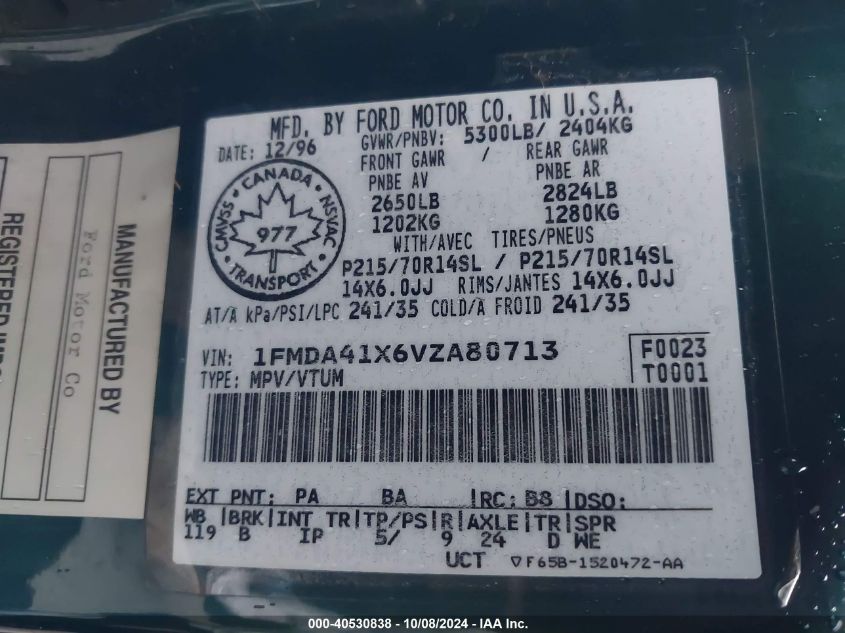 MFD. BY FORD MOTOR CO. IN U.S.A.
DATE: 12/96 GVWR/PNBV: 5300LB/ 2404KG
FRONT GAWR / REAR GAWR
PNBE AV PNBE AR
2650LB 2824LB
1202KG 1280KG
WITH/AVEC TIRES/PNEUS
P215/70R14SL / P215/70R14SL
14X6.0JJ RIMS/JANTES 14X6.0JJ
AT/A kPa/PSI/LPC 241/35 COLD/A FROID 241/35
CANADA
CMVSS NSVAC
977
TRANSPORT
VIN: 1FMDA41X6VZA80713 F0023
TYPE: MPV/VTUM T0001
EXT PNT: PA BA RC: B8 DSO:
WB BRK INT TR TP/PS R AXLE TR SPR
119 B IP 5/ 9 24 D WE
UCT ▽F65B-1520472-AA
MANUFACTURED BY
Ford Motor Co
000-40530838 - 10/08/2024 - IAA Inc.